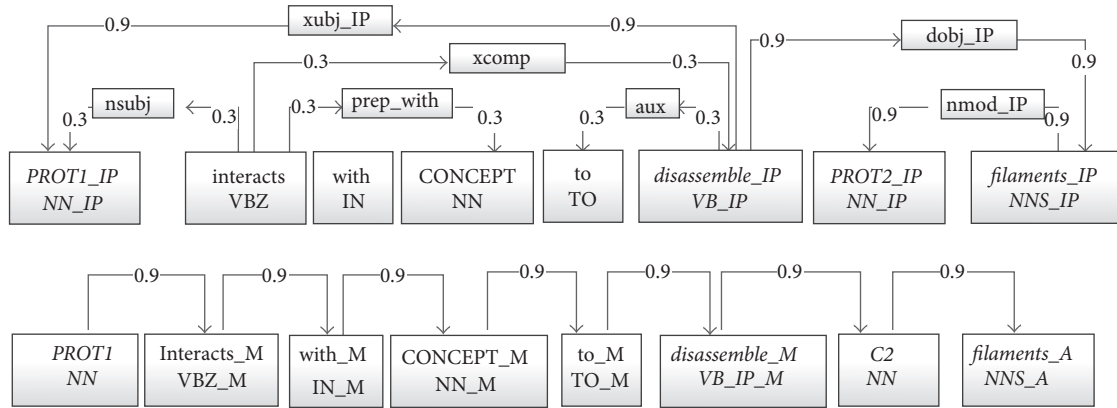 xubj_IP
0.9
0.9
dobj_IP
0.9
0.9
xcomp
0.3
0.3
nsubj
0.3
0.3
prep_with
0.3
0.3
aux
0.3
0.3
nmod_IP
0.9
0.9
PROT1_IP
NN_IP
interacts
VBZ
with
IN
CONCEPT
NN
to
TO
disassemble_IP
VB_IP
PROT2_IP
NN_IP
filaments_IP
NNS_IP
0.9
0.9
0.9
0.9
0.9
0.9
0.9
PROT1
NN
Interacts_M
VBZ_M
with_M
IN_M
CONCEPT_M
NN_M
to_M
TO_M
disassemble_M
VB_IP_M
C2
NN
filaments_A
NNS_A